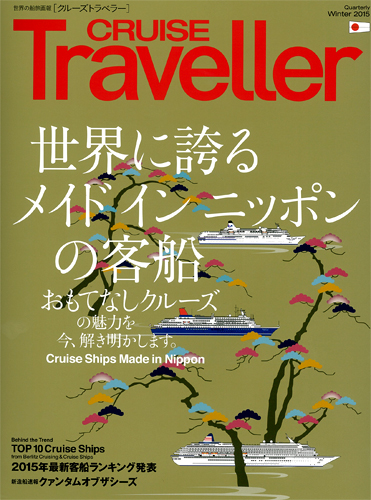 世界の船旅画報 [クルーズトラベラー]
Quarterly
Winter 2015
CRUISE
Traveller
世界に誇る
メイド イン ニッポン
の客船
おもてなしクルーズ
の魅力を
今、解き明かします。
Cruise Ships Made in Nippon
Behind the Trend
TOP 10 Cruise Ships
from Berlitz Cruising & Cruise Ships
2015年最新客船ランキング発表
新造船速報 クァンタムオブザシーズ